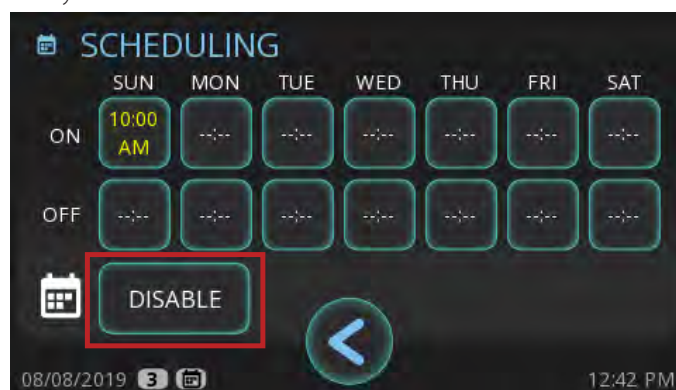 SCHEDULING
SUN MON TUE WED THU FRI SAT
ON 10:00 AM --:-- --:-- --:-- --:-- --:-- --:--
OFF --:-- --:-- --:-- --:-- --:-- --:-- --:--
DISABLE
08/08/2019 3 12:42 PM